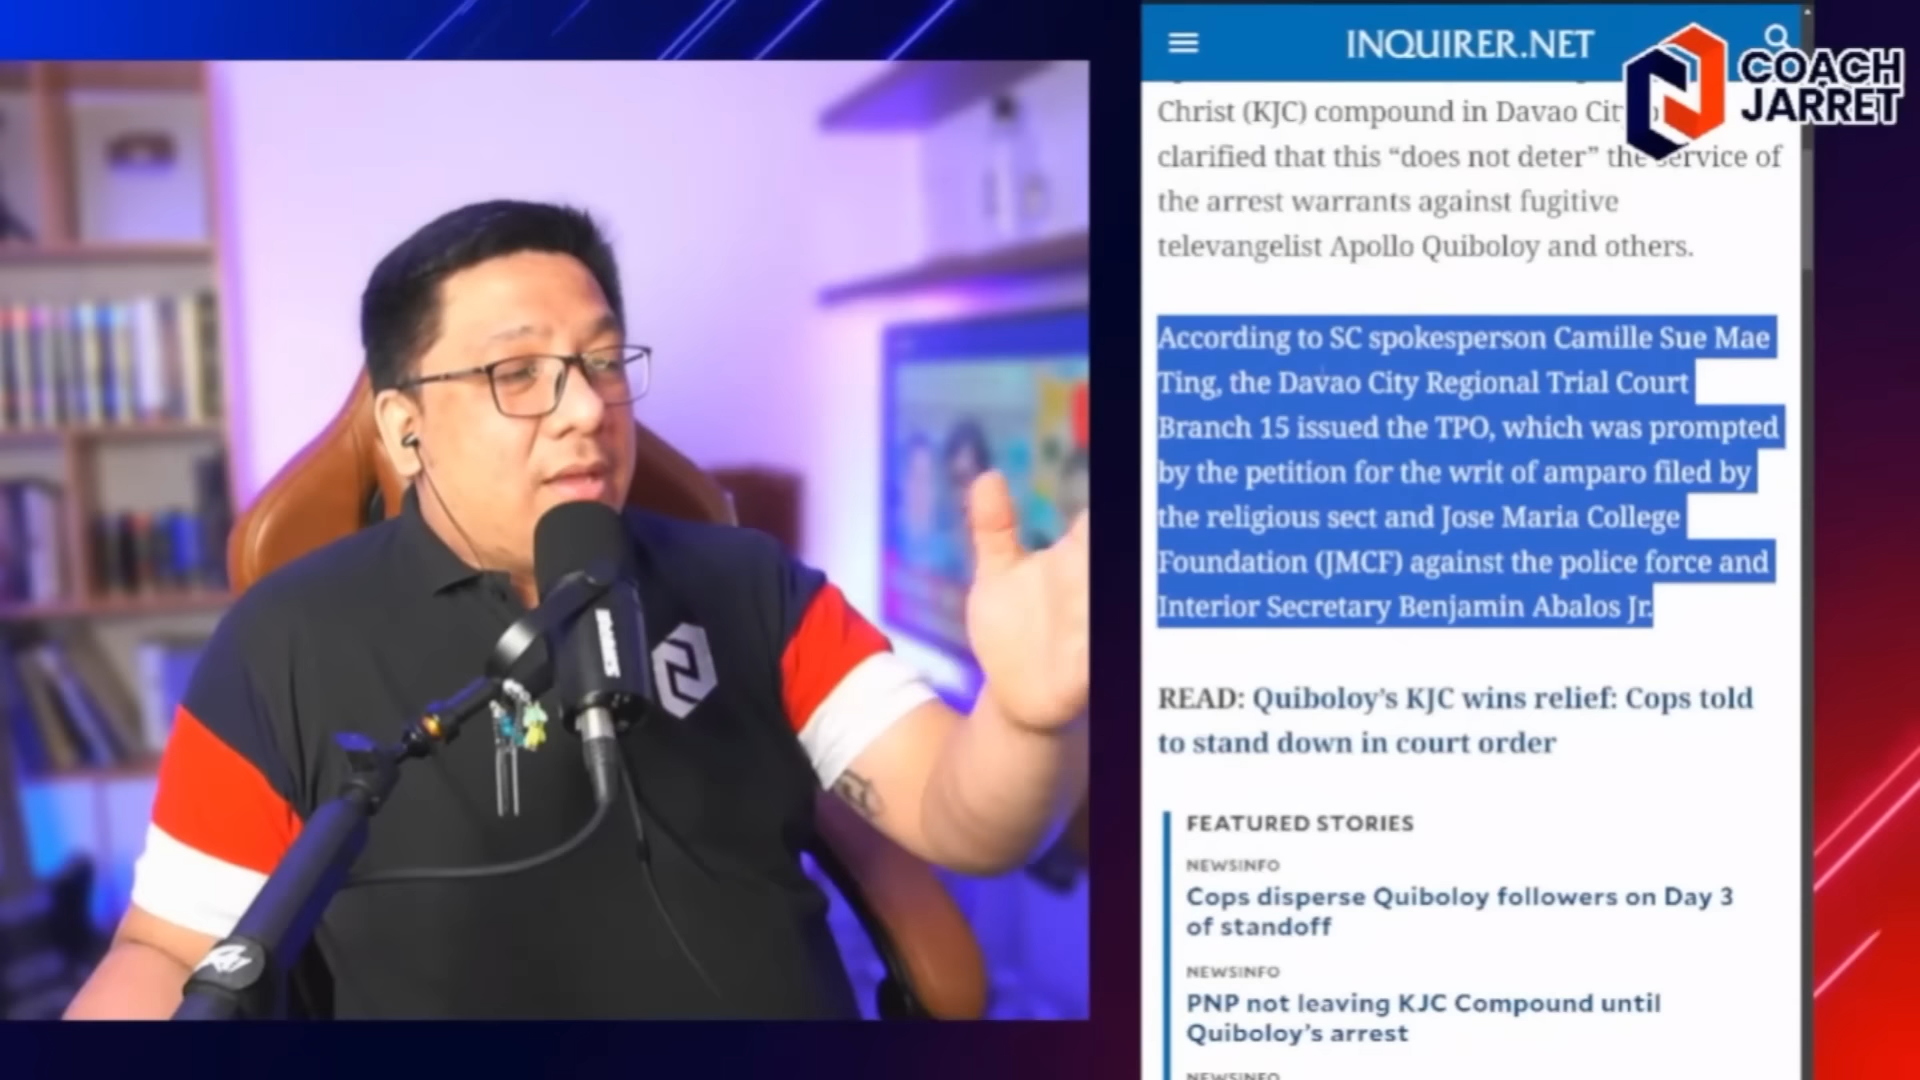 INQUIRER.NET
COACH
JARRET
Christ (KJC) compound in Davao City
clarified that this “does not deter” the service of
the arrest warrants against fugitive
televangelist Apollo Quiboloy and others.
According to SC spokesperson Camille Sue Mae
Ting, the Davao City Regional Trial Court
Branch 15 issued the TPO, which was prompted
by the petition for the writ of amparo filed by
the religious sect and Jose Maria College
Foundation (JMCF) against the police force and
Interior Secretary Benjamin Abalos Jr.
READ: Quiboloy’s KJC wins relief: Cops told
to stand down in court order
FEATURED STORIES
NEWSINFO
Cops disperse Quiboloy followers on Day 3
of standoff
NEWSINFO
PNP not leaving KJC Compound until
Quiboloy’s arrest
NEWSINFO